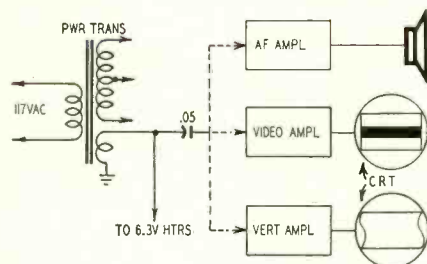 PWR TRANS
117VAC
.05
TO 6.3V HTRS
AF AMPL
VIDEO AMPL
CRT
VERT AMPL